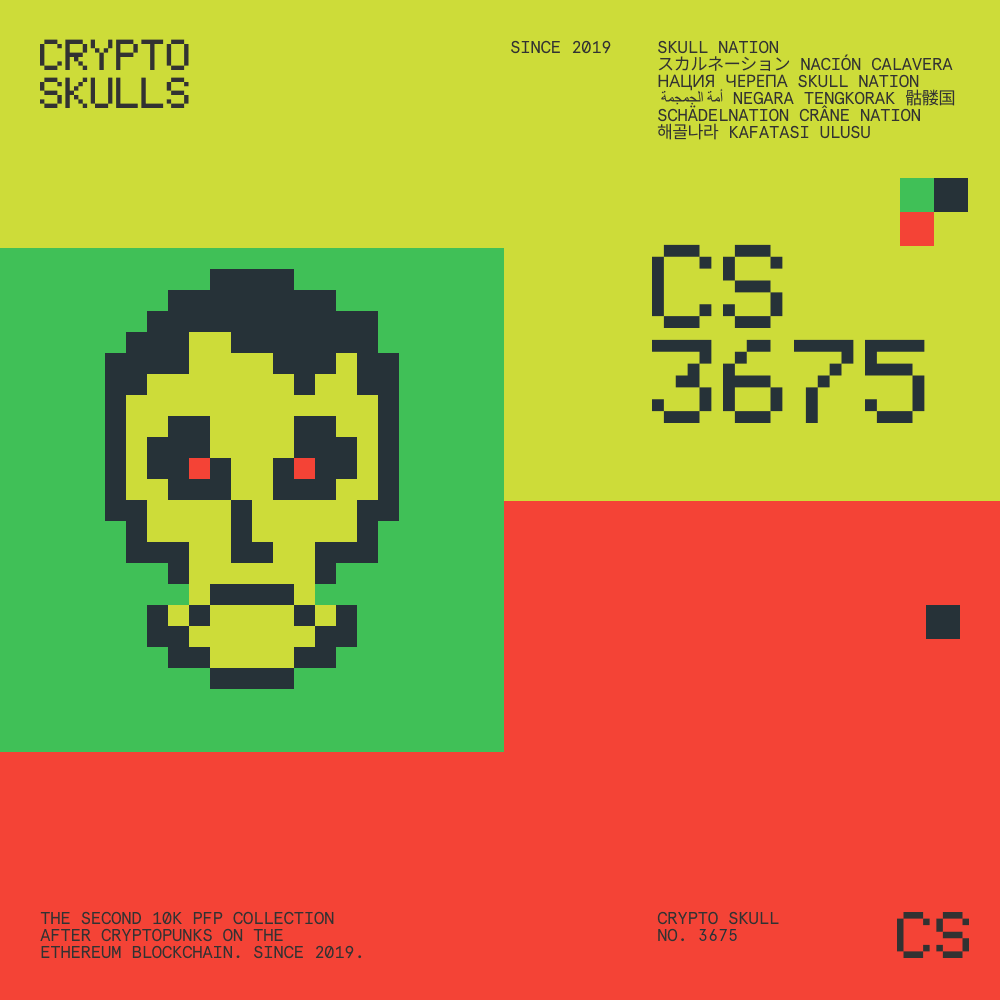 CRYPTO
SKULLS
SINCE 2019
SKULL NATION
スカルネーション NACIÓN CALAVERA
НАЦИЯ ЧЕРЕПА SKULL NATION
أمة الجمجمة NEGARA TENGKORAK 骷髅国
SCHÄDELNATION CRÂNE NATION
해골나라 KAFATASI ULUSU
CS
3675
THE SECOND 10K PFP COLLECTION
AFTER CRYPTOPUNKS ON THE
ETHEREUM BLOCKCHAIN. SINCE 2019.
CRYPTO SKULL
NO. 3675
CS